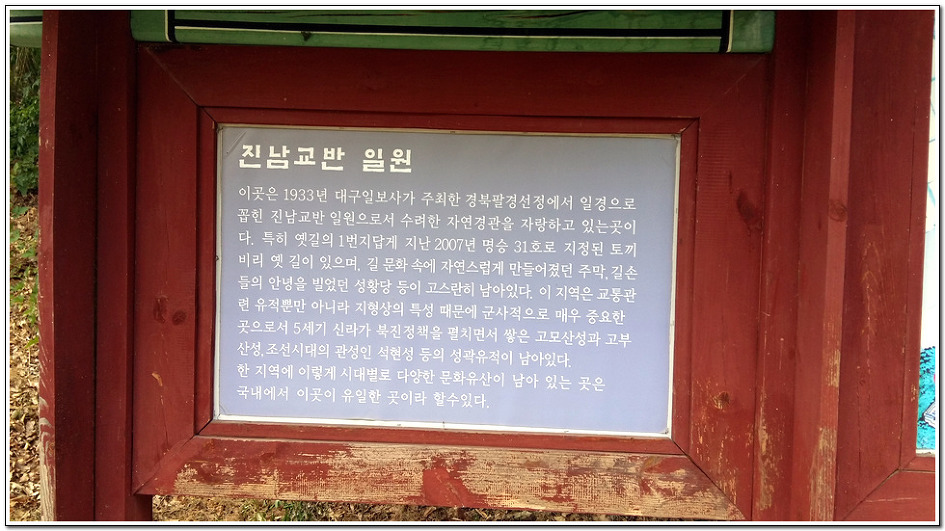 진남교반 일원
이곳은 1933년 대구일보사가 주최한 경북팔경선정에서 일경으로
꼽힌 진남교반 일원으로서 수려한 자연경관을 자랑하고 있는곳이
다. 특히 옛길의 1번지답게 지난 2007년 명승 31호로 지정된 토끼
비리 옛 길이 있으며, 길 문화 속에 자연스럽게 만들어졌던 주막, 길손
들의 안녕을 빌었던 성황당 등이 고스란히 남아있다. 이 지역은 교통관
련 유적뿐만 아니라 지형상의 특성 때문에 군사적으로 매우 중요한
곳으로서 5세기 신라가 북진정책을 펼치면서 쌓은 고모산성과 고부
산성, 조선시대의 관성인 석현성 등의 성곽유적이 남아있다.
한 지역에 이렇게 시대별로 다양한 문화유산이 남아 있는 곳은
국내에서 이곳이 유일한 곳이라 할수있다.